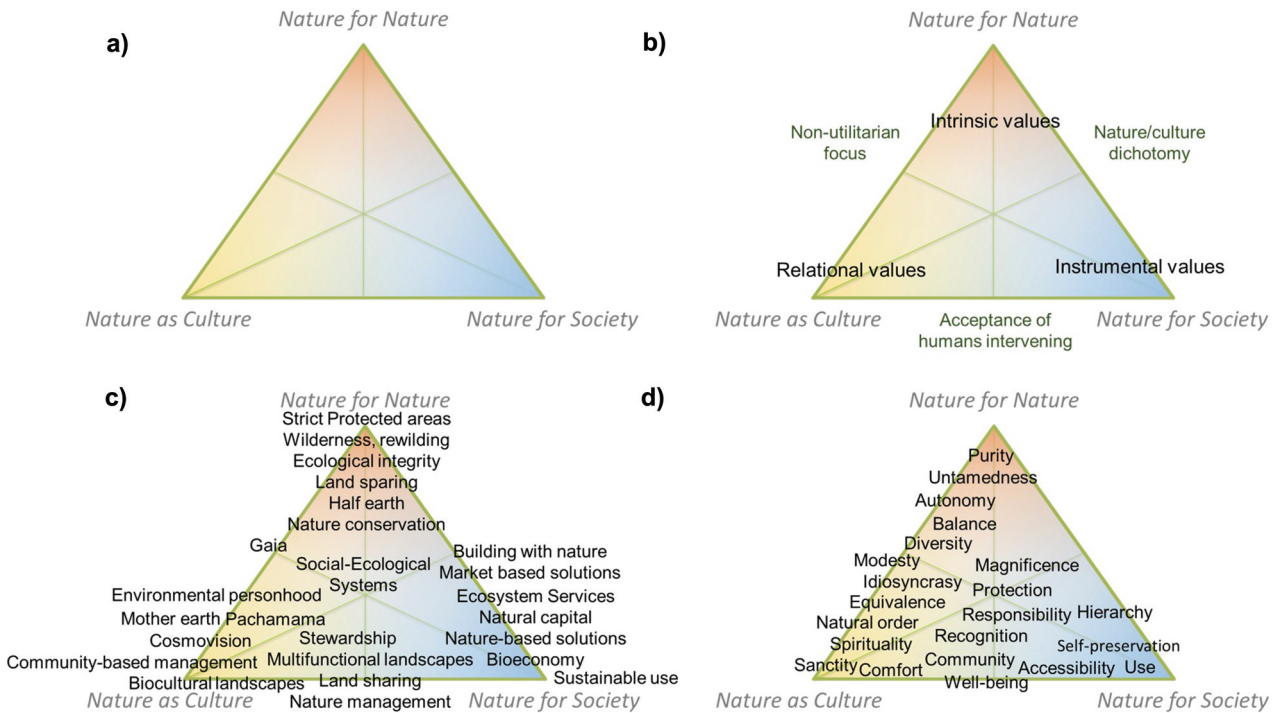 a)
Nature for Nature
Nature as Culture
Nature for Society
b)
Nature for Nature
Intrinsic values
Non-utilitarian
focus
Nature/culture
dichotomy
Relational values
Instrumental values
Nature as Culture
Acceptance of
humans intervening
Nature for Society
c)
Nature for Nature
Strict Protected areas
Wilderness, rewilding
Ecological integrity
Land sparing
Half earth
Nature conservation
Gaia
Social-Ecological
Systems
Building with nature
Market based solutions
Environmental personhood
Ecosystem Services
Mother earth Pachamama
Natural capital
Cosmovision
Stewardship
Nature-based solutions
Community-based management
Multifunctional landscapes
Bioeconomy
Biocultural landscapes
Land sharing
Sustainable use
Nature as Culture
Nature management
Nature for Society
d)
Nature for Nature
Purity
Untamedness
Autonomy
Balance
Diversity
Modesty
Magnificence
Idiosyncrasy
Protection
Equivalence
Responsibility
Hierarchy
Natural order
Recognition
Spirituality
Self-preservation
Sanctity
Comfort
Community
Accessibility
Use
Well-being
Nature as Culture
Nature for Society